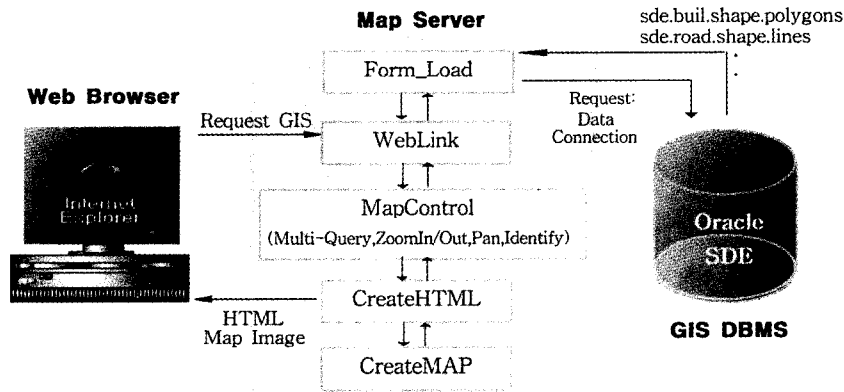 Map Server
sde.buil.shape.polygons
sde.road.shape.lines
Form_Load
Web Browser
Request:
Data
Connection
Request GIS
WebLink
Internet
Explorer
MapControl
(Multi-Query,ZoomIn/Out,Pan,Identify)
Oracle
SDE
CreateHTML
HTML
Map Image
GIS DBMS
CreateMAP